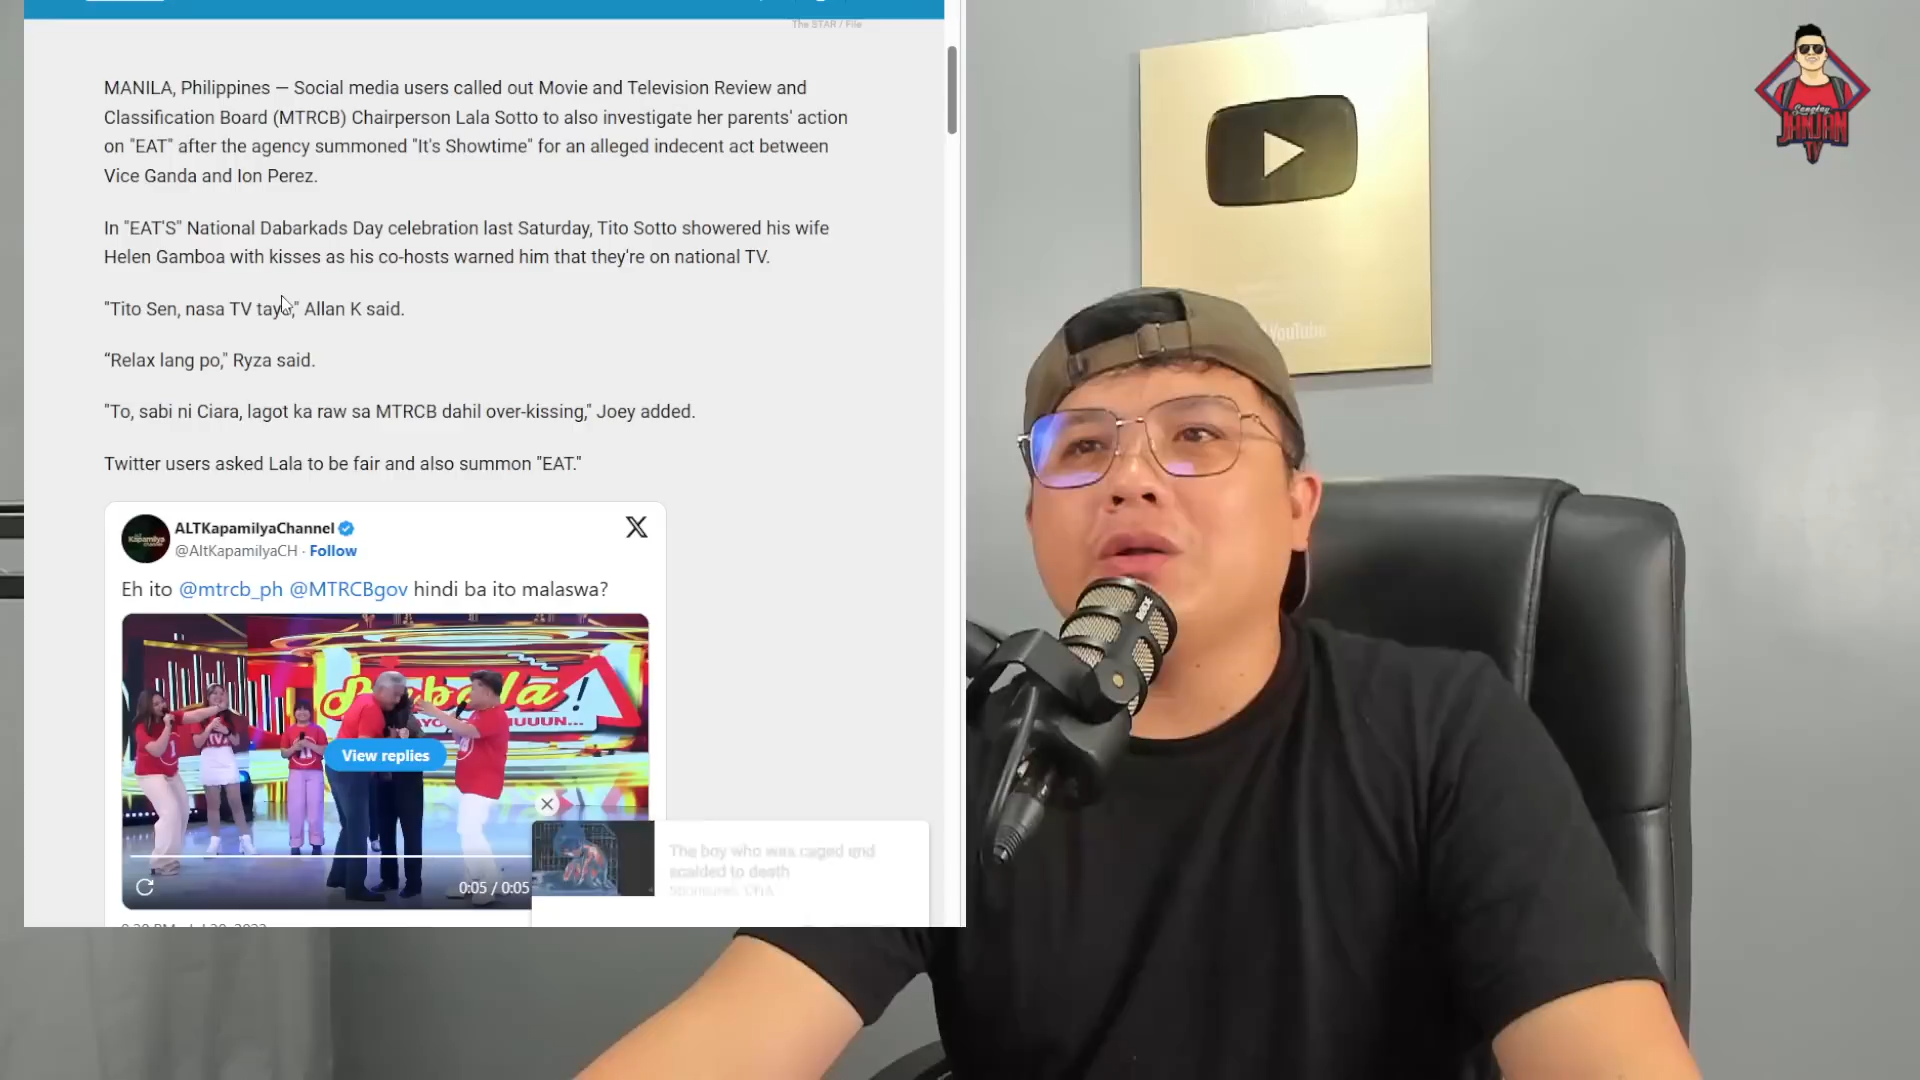 The STAR / File
MANILA, Philippines — Social media users called out Movie and Television Review and
Classification Board (MTRCB) Chairperson Lala Sotto to also investigate her parents' action
on "EAT" after the agency summoned "It's Showtime" for an alleged indecent act between
Vice Ganda and Ion Perez.
In "EAT'S" National Dabarkads Day celebration last Saturday, Tito Sotto showered his wife
Helen Gamboa with kisses as his co-hosts warned him that they're on national TV.
"Tito Sen, nasa TV tayo," Allan K said.
“Relax lang po," Ryza said.
"To, sabi ni Ciara, lagot ka raw sa MTRCB dahil over-kissing," Joey added.
Twitter users asked Lala to be fair and also summon "EAT."
ALTKapamilyaChannel
@AltKapamilyaCH · Follow
Eh ito @mtrcb_ph @MTRCBgov hindi ba ito malaswa?
View replies
0:05 / 0:05
The boy who was caged and
scalded to death
YouTube
Sangkay
JANJAN
TV